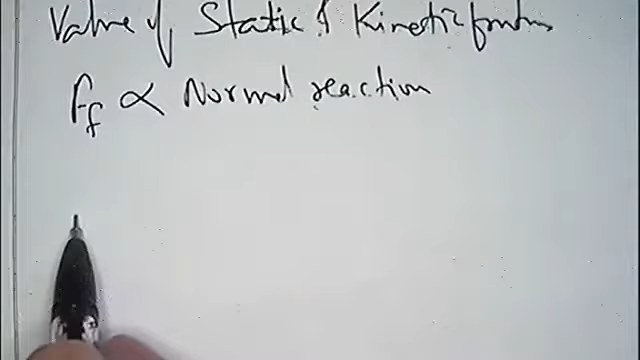 Value of Static & Kinetic friction
Ff ∝ Normal reaction